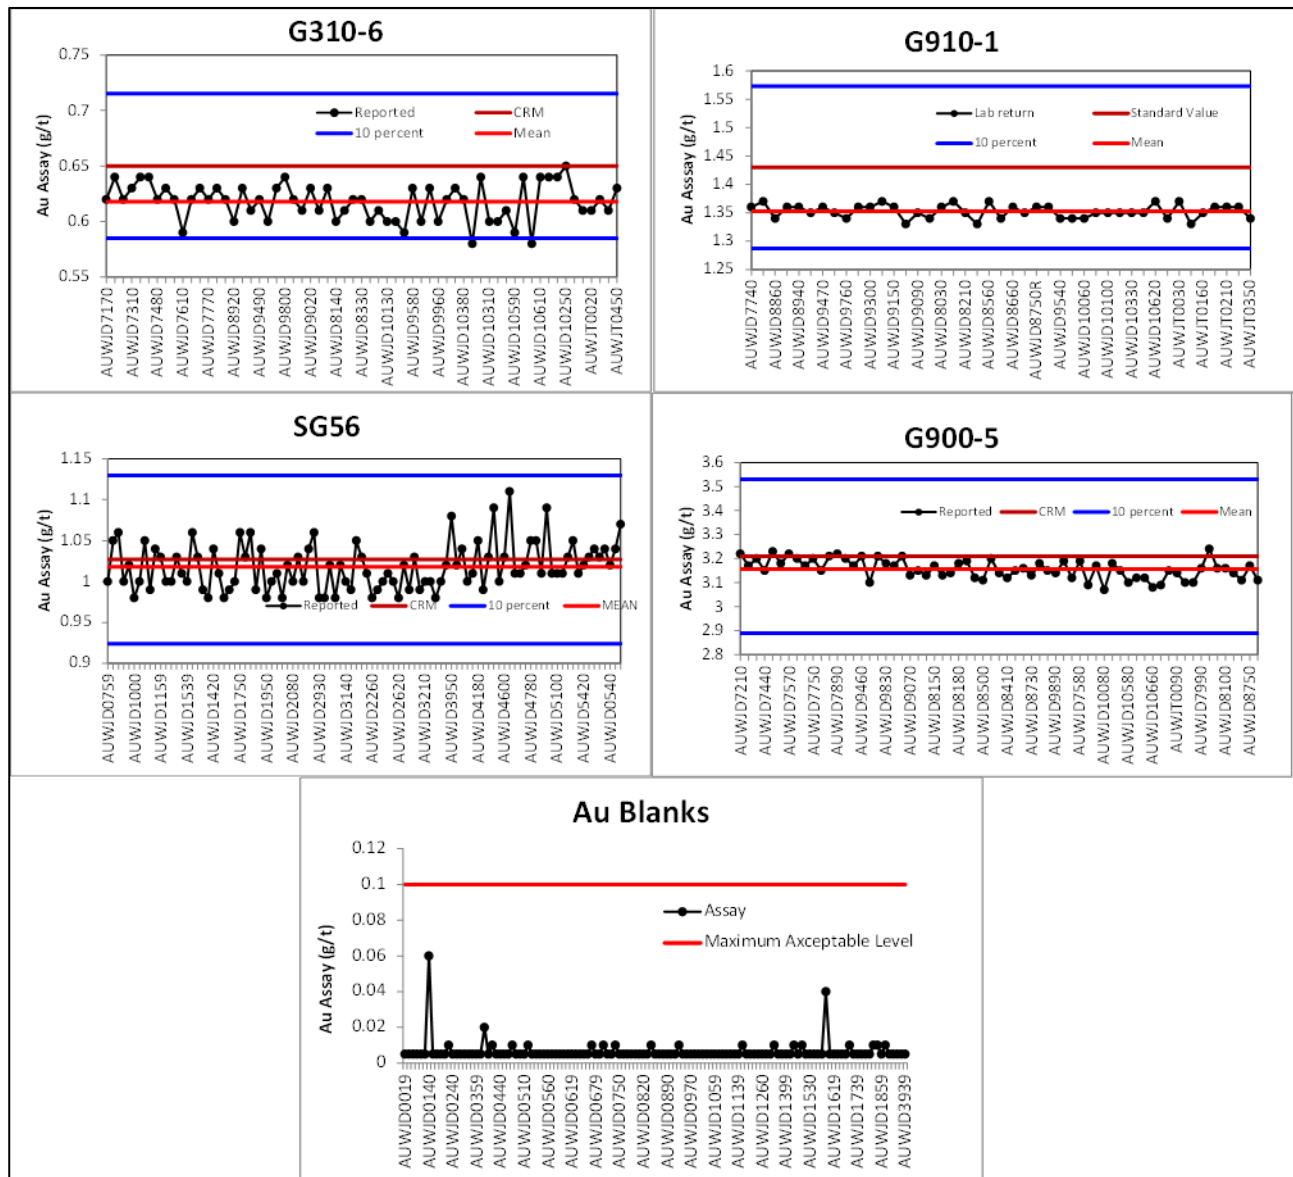 G310-6
0.75
0.7
0.65
0.6
0.55
Au Assay (g/t)
Reported
CRM
10 percent
Mean
AUWJD7170
AUWJD7310
AUWJD7480
AUWJD7610
AUWJD7770
AUWJD8920
AUWJD9490
AUWJD9800
AUWJD9020
AUWJD8140
AUWJD8330
AUWJD10130
AUWJD9580
AUWJD9960
AUWJD10380
AUWJD10310
AUWJD10590
AUWJD10610
AUWJD10250
AUWJT0020
AUWJT0450
G910-1
1.6
1.55
1.5
1.45
1.4
1.35
1.3
1.25
Au Asssay (g/t)
Lab return
Standard Value
10 percent
Mean
AUWJD7740
AUWJD8860
AUWJD8940
AUWJD9470
AUWJD9760
AUWJD9300
AUWJD9150
AUWJD9090
AUWJD8030
AUWJD8210
AUWJD8560
AUWJD8660
AUWJD8750R
AUWJD9540
AUWJD10060
AUWJD10100
AUWJD10330
AUWJD10620
AUWJT0030
AUWJT0160
AUWJT0210
AUWJT0350
SG56
1.15
1.1
1.05
1
0.95
0.9
Au Assay (g/t)
Reported
CRM
10 percent
MEAN
AUWJD0759
AUWJD1000
AUWJD1159
AUWJD1539
AUWJD1420
AUWJD1750
AUWJD1950
AUWJD2080
AUWJD2930
AUWJD3140
AUWJD2260
AUWJD2620
AUWJD3210
AUWJD3950
AUWJD4180
AUWJD4600
AUWJD4780
AUWJD5100
AUWJD5420
AUWJD0540
G900-5
3.6
3.5
3.4
3.3
3.2
3.1
3
2.9
2.8
Au Assay (g/t)
Reported
CRM
10 percent
Mean
AUWJD7210
AUWJD7440
AUWJD7570
AUWJD7750
AUWJD7890
AUWJD9460
AUWJD9830
AUWJD9070
AUWJD8150
AUWJD8180
AUWJD8500
AUWJD8410
AUWJD8730
AUWJD9890
AUWJD7580
AUWJD10080
AUWJD10580
AUWJD10660
AUWJT0090
AUWJD7990
AUWJD8100
AUWJD8750
Au Blanks
0.12
0.1
0.08
0.06
0.04
0.02
0
Au Assay (g/t)
Assay
Maximum Axceptable Level
AUWJD0019
AUWJD0140
AUWJD0240
AUWJD0359
AUWJD0440
AUWJD0510
AUWJD0560
AUWJD0619
AUWJD0679
AUWJD0750
AUWJD0820
AUWJD0890
AUWJD0970
AUWJD1059
AUWJD1139
AUWJD1260
AUWJD1399
AUWJD1530
AUWJD1619
AUWJD1739
AUWJD1859
AUWJD3939